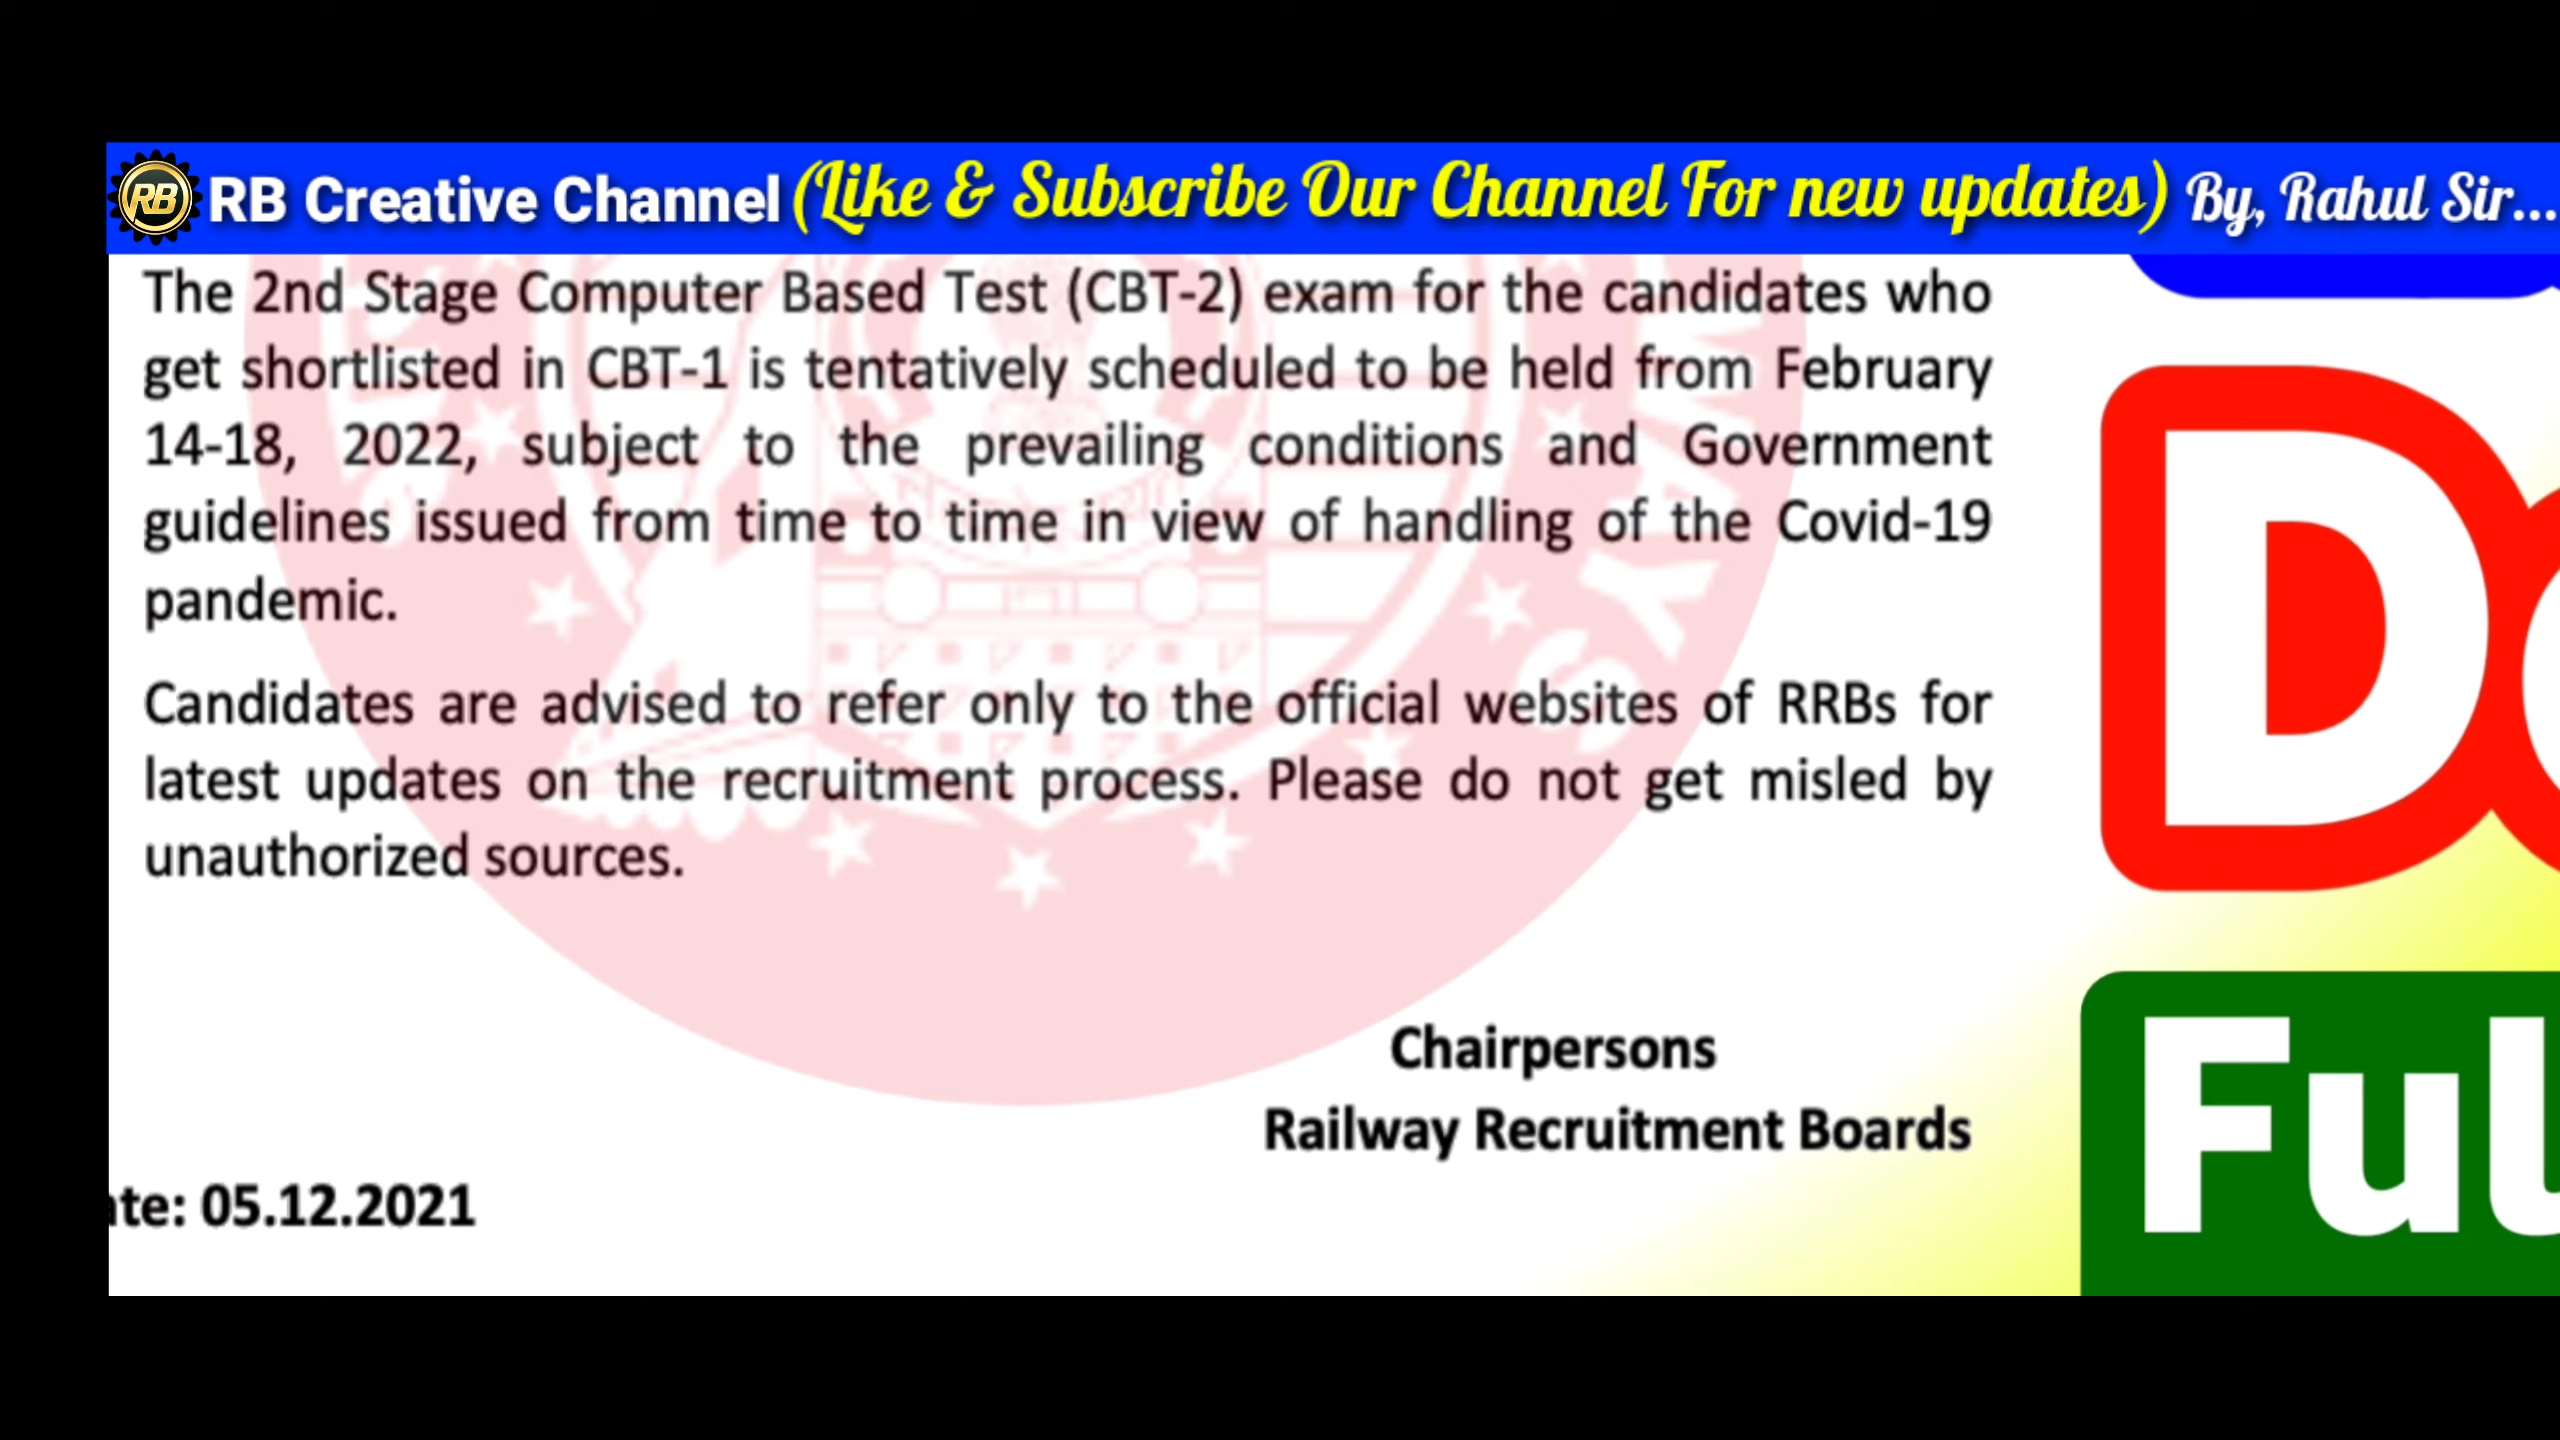 RB RB Creative Channel (Like & Subscribe Our Channel For new updates) By, Rahul Sir...
The 2nd Stage Computer Based Test (CBT-2) exam for the candidates who
get shortlisted in CBT-1 is tentatively scheduled to be held from February
14-18, 2022, subject to the prevailing conditions and Government
guidelines issued from time to time in view of handling of the Covid-19
pandemic.
Candidates are advised to refer only to the official websites of RRBs for
latest updates on the recruitment process. Please do not get misled by
unauthorized sources.
Chairpersons
Railway Recruitment Boards
ate: 05.12.2021
D
Ful